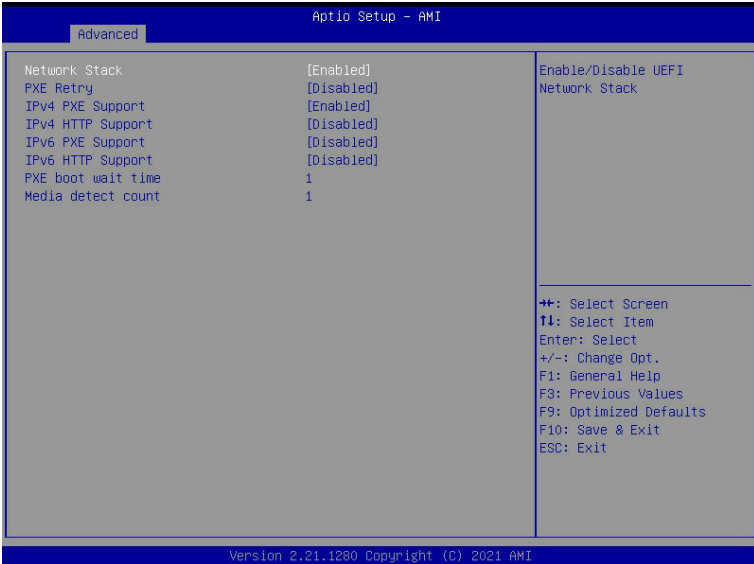 Aptio Setup – AMI
Advanced
Network Stack [Enabled]
PXE Retry [Disabled]
IPv4 PXE Support [Enabled]
IPv4 HTTP Support [Disabled]
IPv6 PXE Support [Disabled]
IPv6 HTTP Support [Disabled]
PXE boot wait time 1
Media detect count 1
Enable/Disable UEFI
Network Stack
→←: Select Screen
↑↓: Select Item
Enter: Select
+/-: Change Opt.
F1: General Help
F3: Previous Values
F9: Optimized Defaults
F10: Save & Exit
ESC: Exit
Version 2.21.1280 Copyright (C) 2021 AMI